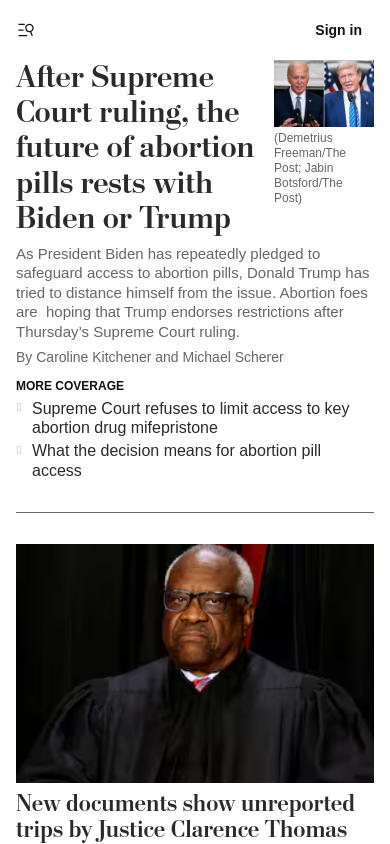 Sign in
After Supreme
Court ruling, the
future of abortion
pills rests with
Biden or Trump
(Demetrius
Freeman/The
Post; Jabin
Botsford/The
Post)
As President Biden has repeatedly pledged to
safeguard access to abortion pills, Donald Trump has
tried to distance himself from the issue. Abortion foes
are  hoping that Trump endorses restrictions after
Thursday’s Supreme Court ruling.
By Caroline Kitchener and Michael Scherer
MORE COVERAGE
Supreme Court refuses to limit access to key
abortion drug mifepristone
What the decision means for abortion pill
access
New documents show unreported
trips by Justice Clarence Thomas